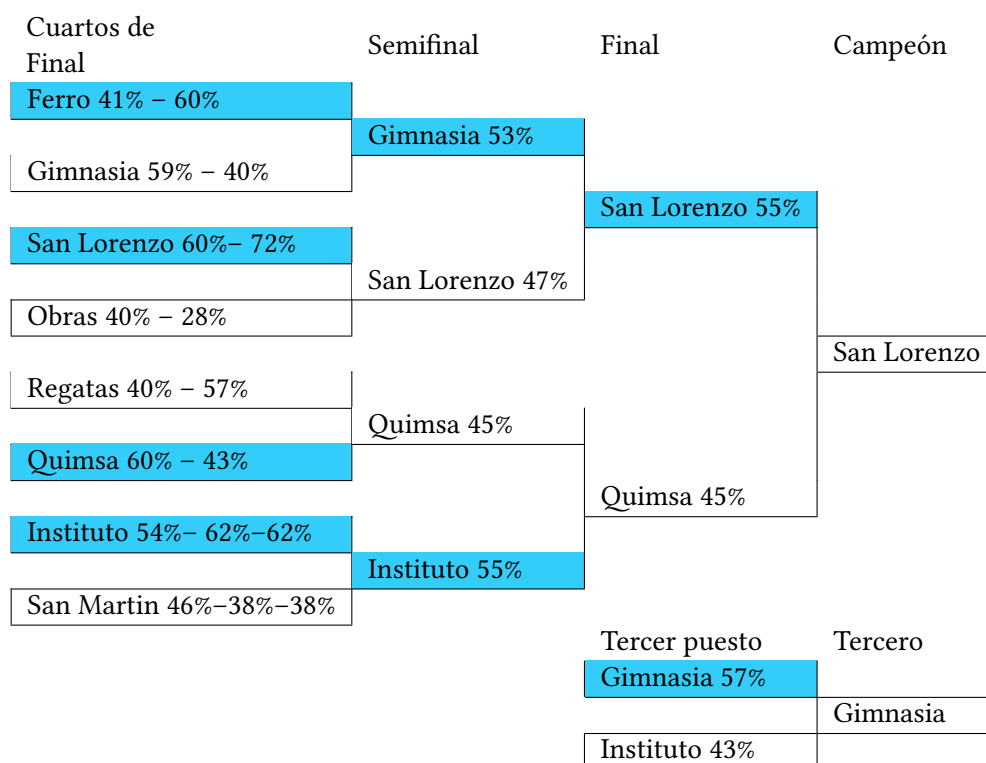 Cuartos de
Final
Semifinal
Final
Campeón
Ferro 41% – 60%
Gimnasia 53%
Gimnasia 59% – 40%
San Lorenzo 55%
San Lorenzo 60%– 72%
San Lorenzo 47%
Obras 40% – 28%
San Lorenzo
Regatas 40% – 57%
Quimsa 45%
Quimsa 60% – 43%
Quimsa 45%
Instituto 54%– 62%–62%
Instituto 55%
San Martin 46%–38%–38%
Tercer puesto
Tercero
Gimnasia 57%
Gimnasia
Instituto 43%